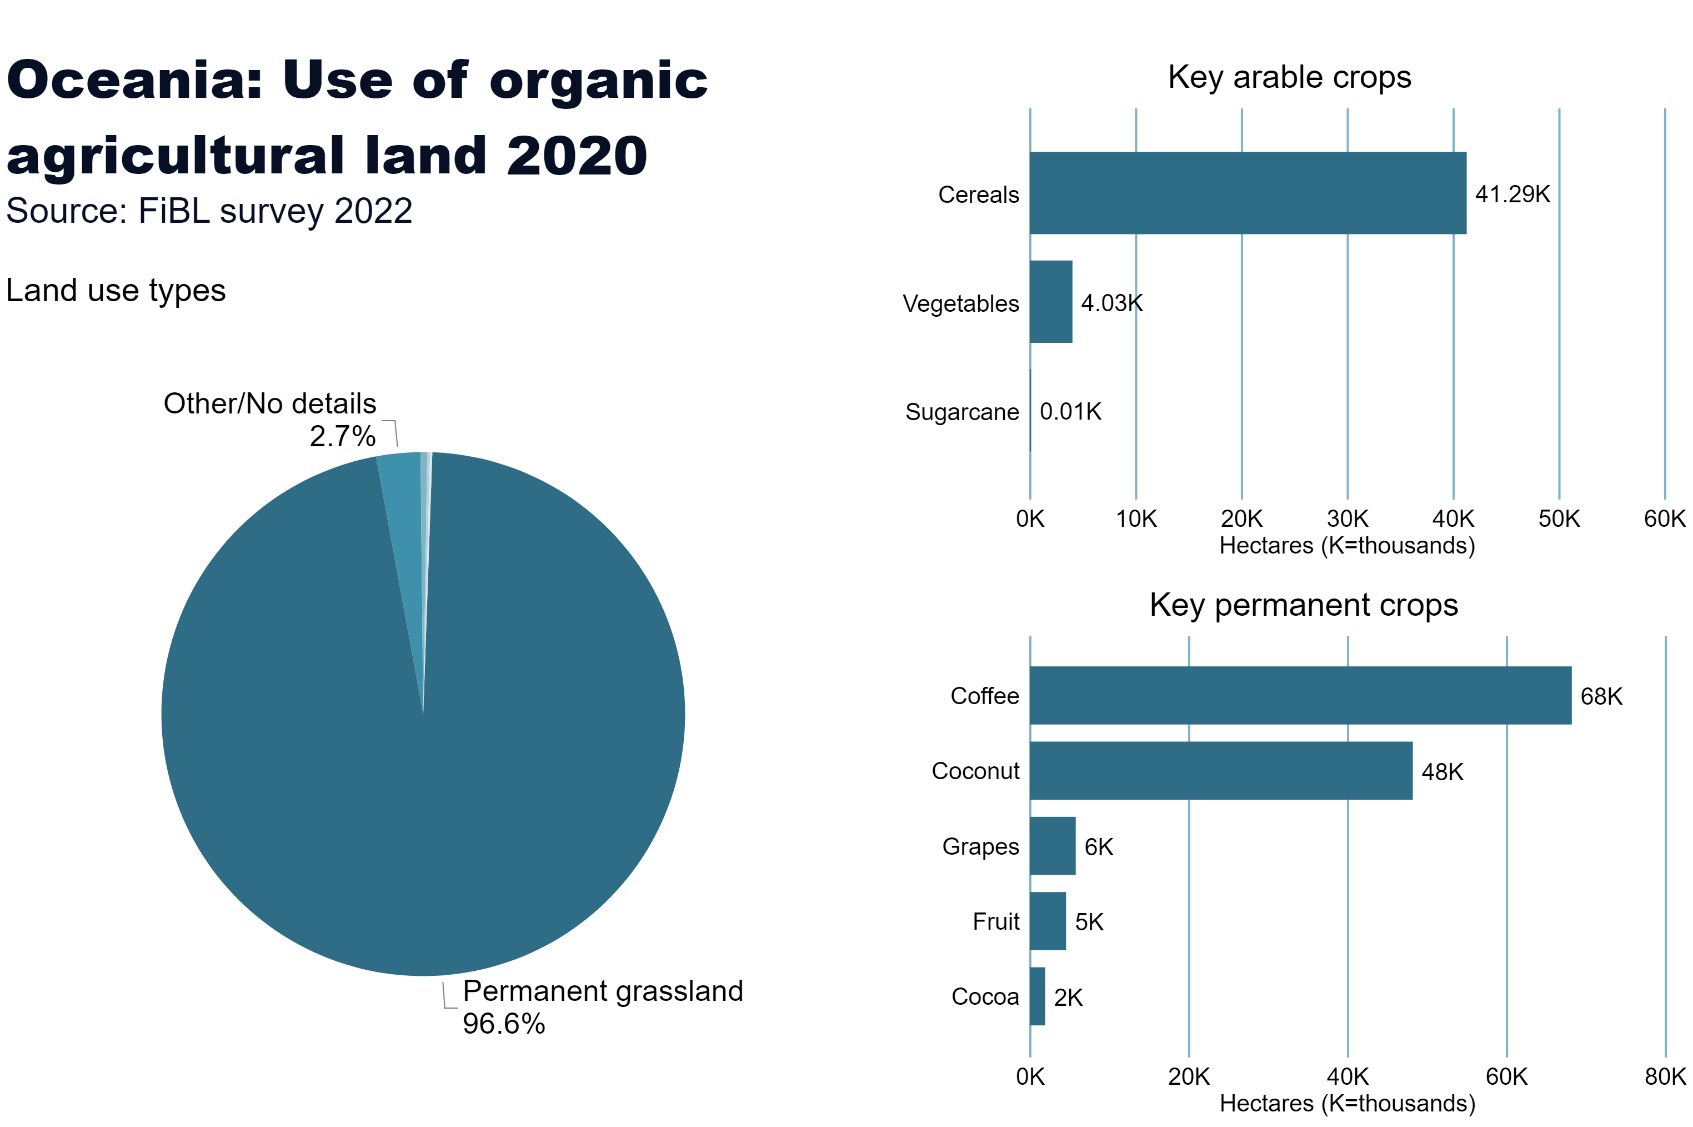 Oceania: Use of organic
agricultural land 2020
Source: FiBL survey 2022
Land use types
Other/No details
2.7%
Permanent grassland
96.6%
Key arable crops
Cereals
41.29K
Vegetables
4.03K
Sugarcane
0.01K
0K 10K 20K 30K 40K 50K 60K
Hectares (K=thousands)
Key permanent crops
Coffee
68K
Coconut
48K
Grapes
6K
Fruit
5K
Cocoa
2K
0K 20K 40K 60K 80K
Hectares (K=thousands)